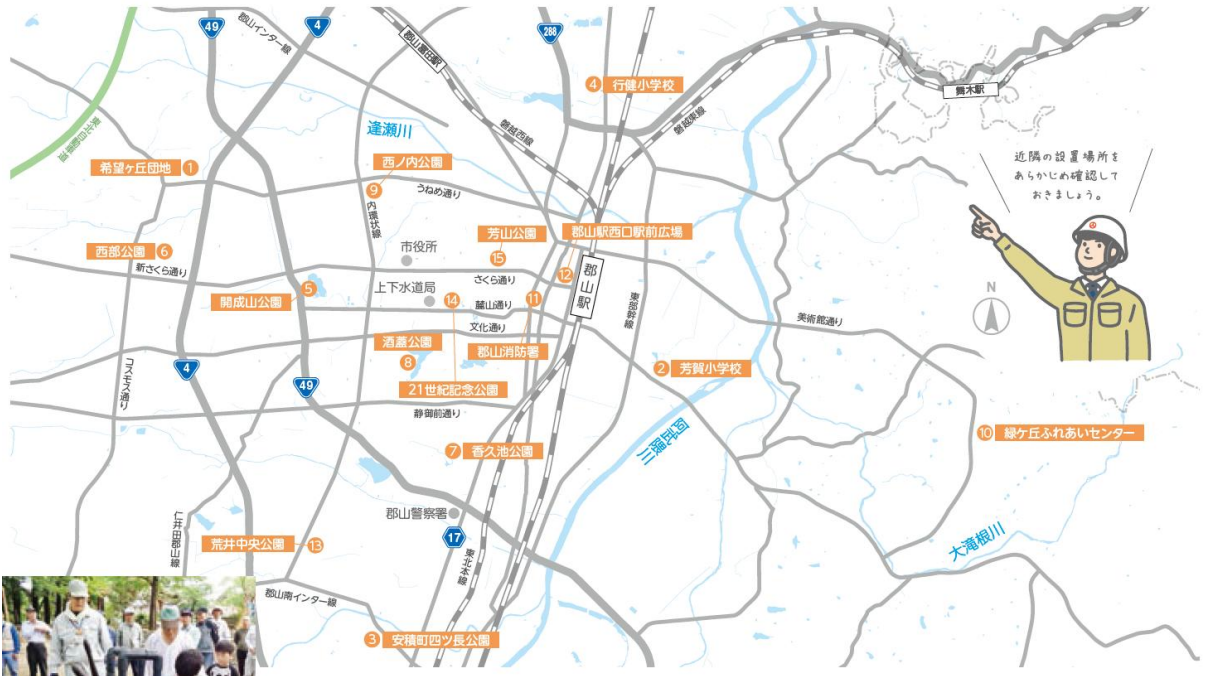 49
4
郡山インター線
郡山富田駅
288
④ 行健小学校
舞木駅
東北自動車道
逢瀬川
磐越西線
磐越東線
近隣の設置場所を
あらかじめ確認して
おきましょう。
希望ヶ丘団地 ①
西ノ内公園
⑨
うねめ通り
内環状線
西部公園 ⑥
新さくら通り
市役所
芳山公園
⑮
郡山駅西口駅前広場
⑫
郡山駅
さくら通り
開成山公園
⑤
上下水道局
⑭
⑪
麓山通り
文化通り
東部幹線
美術館通り
N
酒蓋公園
⑧
郡山消防署
21世紀記念公園
② 芳賀小学校
コスモス通り
4
49
静御前通り
阿武隈川
⑦ 香久池公園
⑩ 緑ケ丘ふれあいセンター
郡山警察署
17
仁井田郡山線
荒井中央公園 ⑬
東北本線
大滝根川
郡山南インター線
③ 安積町四ツ長公園